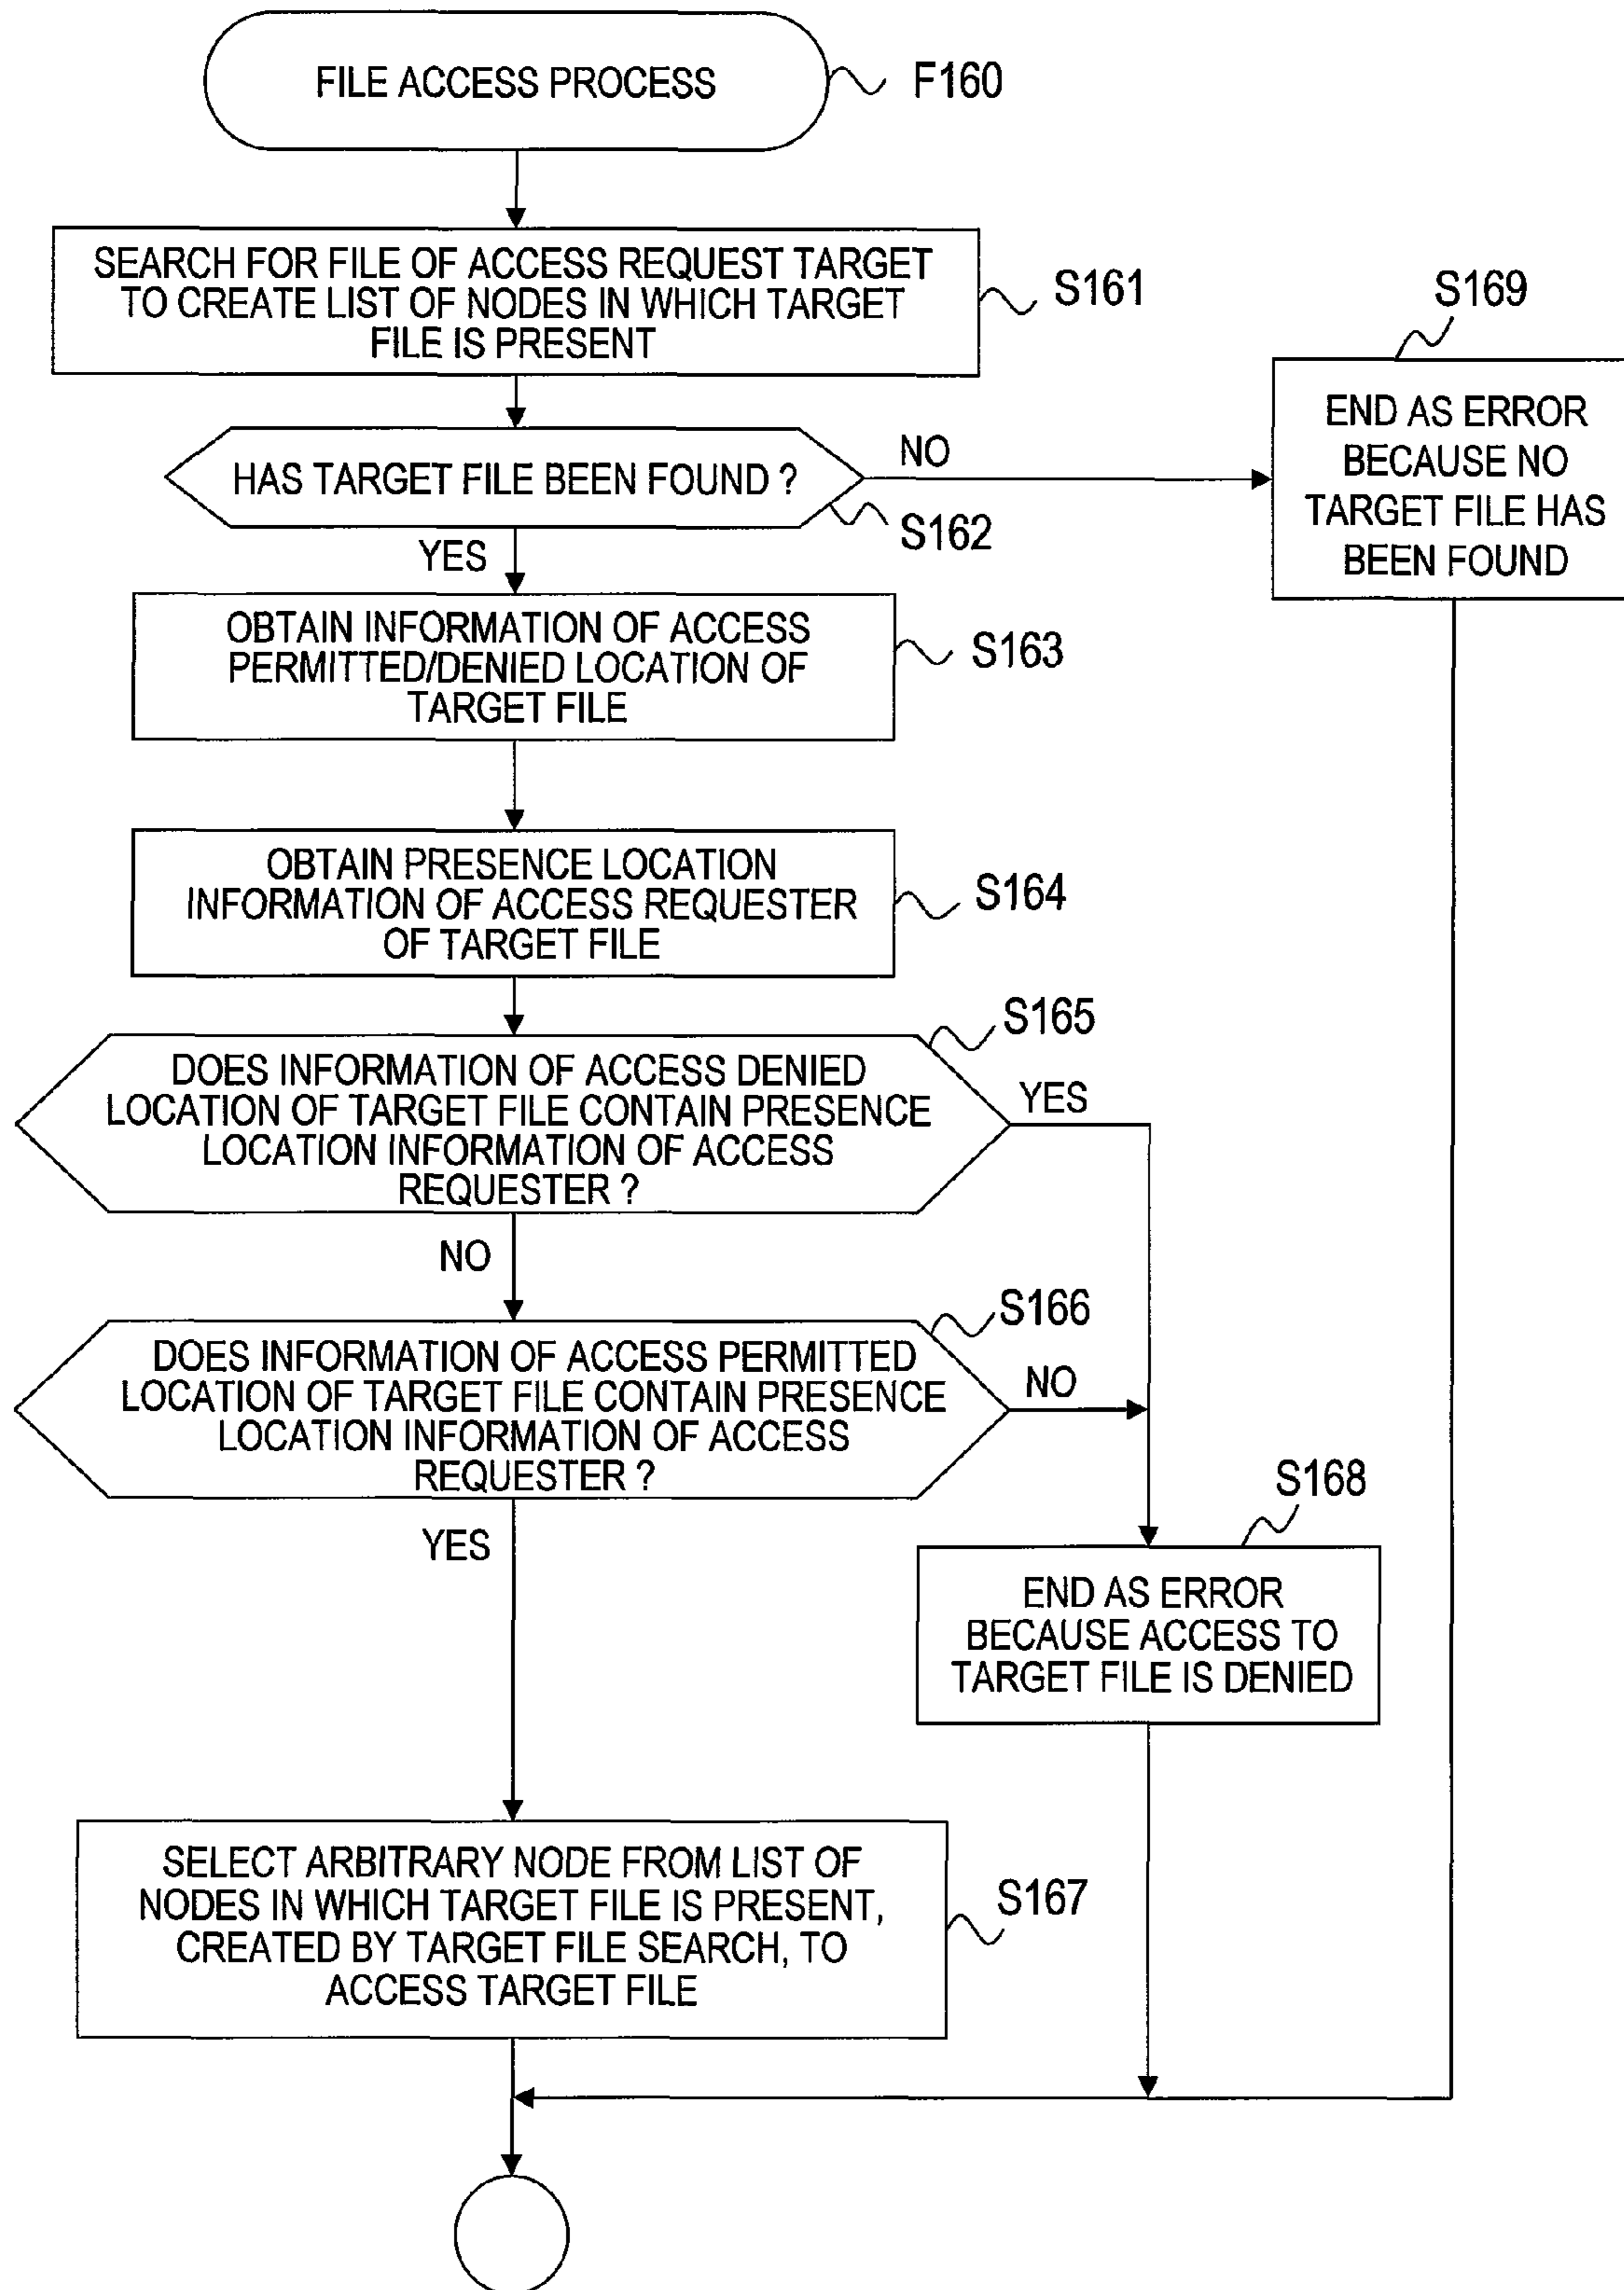 FILE ACCESS PROCESS
F160
SEARCH FOR FILE OF ACCESS REQUEST TARGET
TO CREATE LIST OF NODES IN WHICH TARGET
FILE IS PRESENT
S161
S169
END AS ERROR
BECAUSE NO
TARGET FILE HAS
BEEN FOUND
HAS TARGET FILE BEEN FOUND ?
NO
S162
YES
OBTAIN INFORMATION OF ACCESS
PERMITTED/DENIED LOCATION OF
TARGET FILE
S163
OBTAIN PRESENCE LOCATION
INFORMATION OF ACCESS REQUESTER
OF TARGET FILE
S164
S165
DOES INFORMATION OF ACCESS DENIED
LOCATION OF TARGET FILE CONTAIN PRESENCE
LOCATION INFORMATION OF ACCESS
REQUESTER ?
YES
NO
S166
DOES INFORMATION OF ACCESS PERMITTED
LOCATION OF TARGET FILE CONTAIN PRESENCE
LOCATION INFORMATION OF ACCESS
REQUESTER ?
NO
YES
S168
END AS ERROR
BECAUSE ACCESS TO
TARGET FILE IS DENIED
SELECT ARBITRARY NODE FROM LIST OF
NODES IN WHICH TARGET FILE IS PRESENT,
CREATED BY TARGET FILE SEARCH, TO
ACCESS TARGET FILE
S167